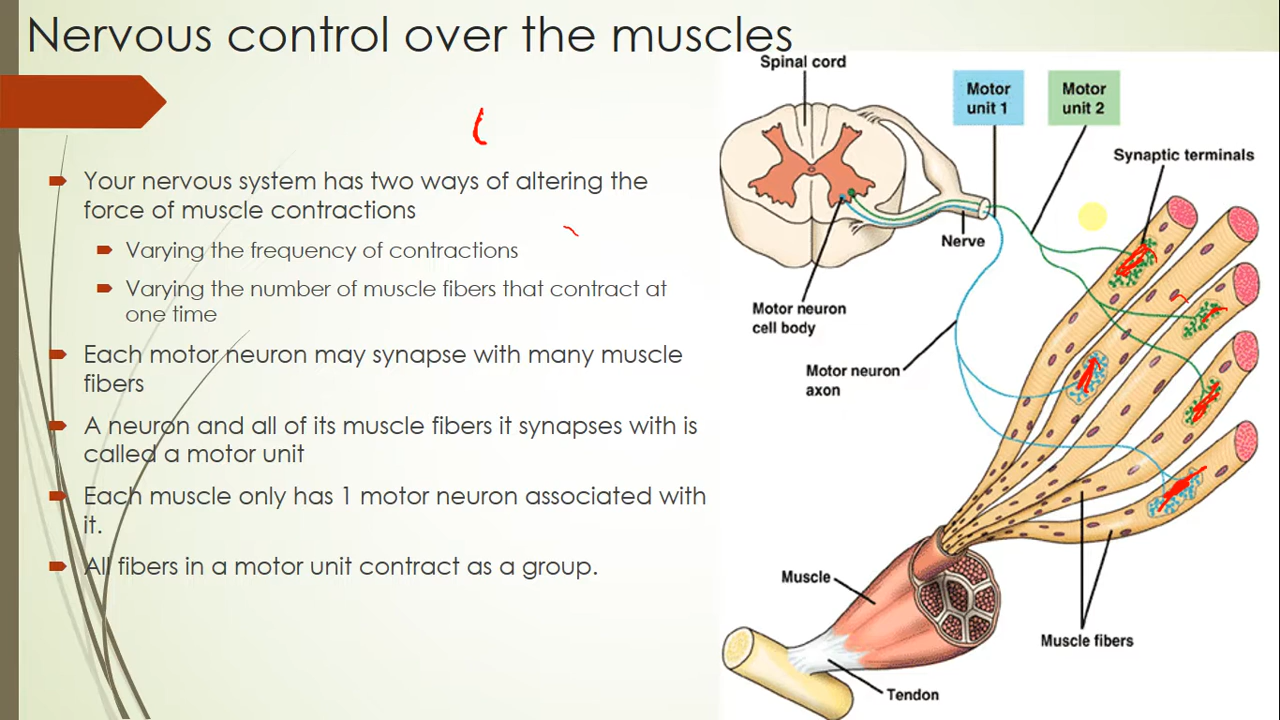 Nervous control over the muscles
Your nervous system has two ways of altering the
force of muscle contractions
Varying the frequency of contractions
Varying the number of muscle fibers that contract at
one time
Each motor neuron may synapse with many muscle
fibers
A neuron and all of its muscle fibers it synapses with is
called a motor unit
Each muscle only has 1 motor neuron associated with
it.
All fibers in a motor unit contract as a group.
Spinal cord
Motor
unit 1
Motor
unit 2
Synaptic terminals
Nerve
Motor neuron
cell body
Motor neuron
axon
Muscle
Muscle fibers
Tendon